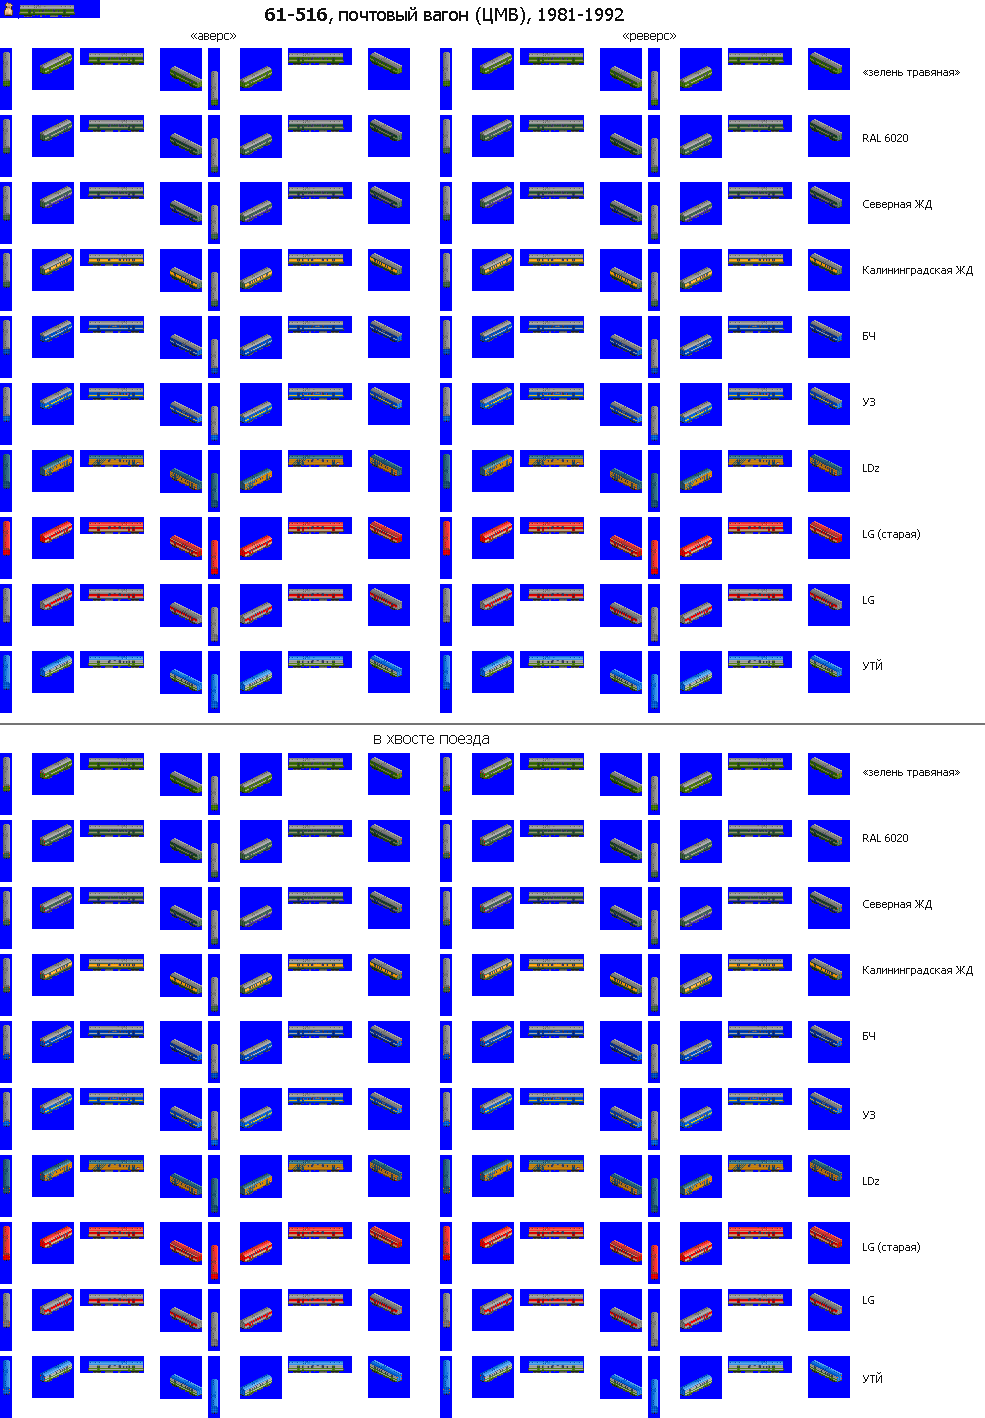 61-516, почтовый вагон (ЦМВ), 1981-1992
«аверс» «реверс»
«зелень травяная»
RAL 6020
Северная ЖД
Калининградская ЖД
БЧ
УЗ
LDz
LG (старая)
LG
УТЙ
в хвосте поезда
«зелень травяная»
RAL 6020
Северная ЖД
Калининградская ЖД
БЧ
УЗ
LDz
LG (старая)
LG
УТЙ